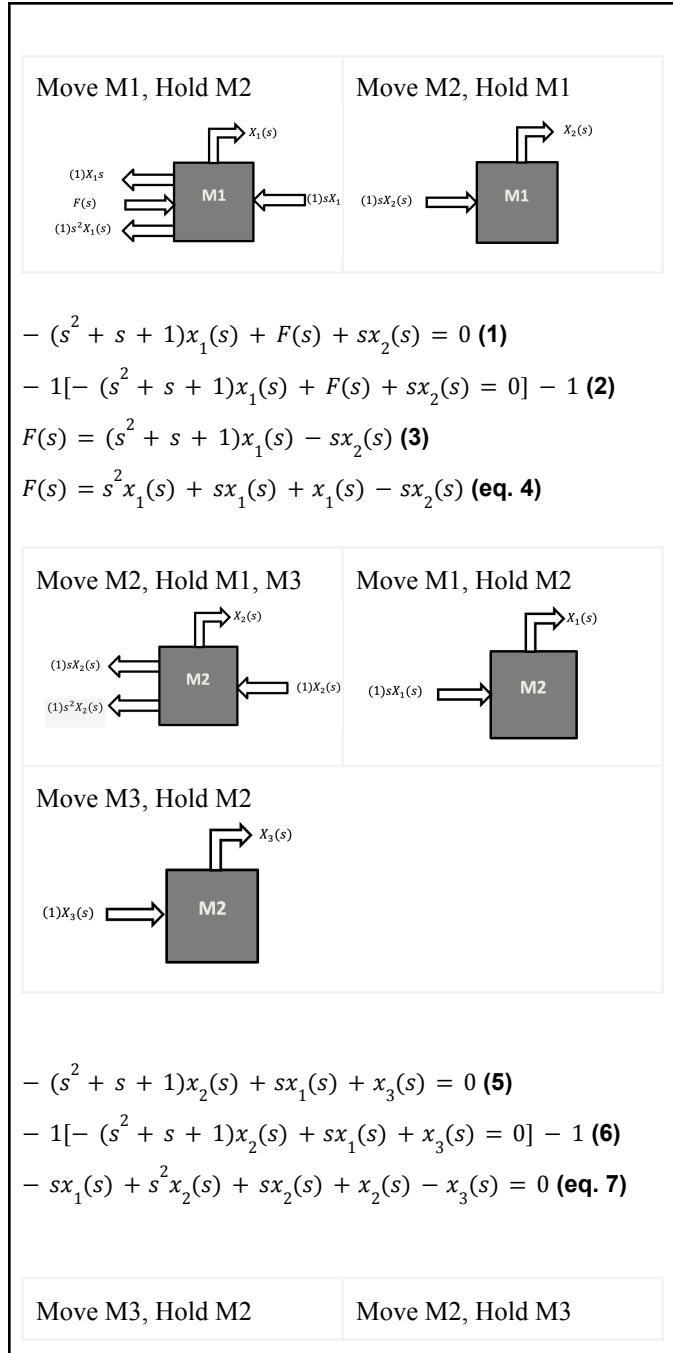 Move M1, Hold M2
Move M2, Hold M1
X₁(s)
(1)X₁s
F(s)
(1)s²X₁(s)
M1
(1)sX₁
X₂(s)
(1)sX₂(s)
M1
− (s² + s + 1)x₁(s) + F(s) + sx₂(s) = 0 (1)
− 1[− (s² + s + 1)x₁(s) + F(s) + sx₂(s) = 0] − 1 (2)
F(s) = (s² + s + 1)x₁(s) − sx₂(s) (3)
F(s) = s²x₁(s) + sx₁(s) + x₁(s) − sx₂(s) (eq. 4)
Move M2, Hold M1, M3
Move M1, Hold M2
X₂(s)
(1)sX₂(s)
(1)s²X₂(s)
M2
(1)X₂(s)
X₁(s)
(1)sX₁(s)
M2
Move M3, Hold M2
X₃(s)
(1)X₃(s)
M2
− (s² + s + 1)x₂(s) + sx₁(s) + x₃(s) = 0 (5)
− 1[− (s² + s + 1)x₂(s) + sx₁(s) + x₃(s) = 0] − 1 (6)
− sx₁(s) + s²x₂(s) + sx₂(s) + x₂(s) − x₃(s) = 0 (eq. 7)
Move M3, Hold M2
Move M2, Hold M3